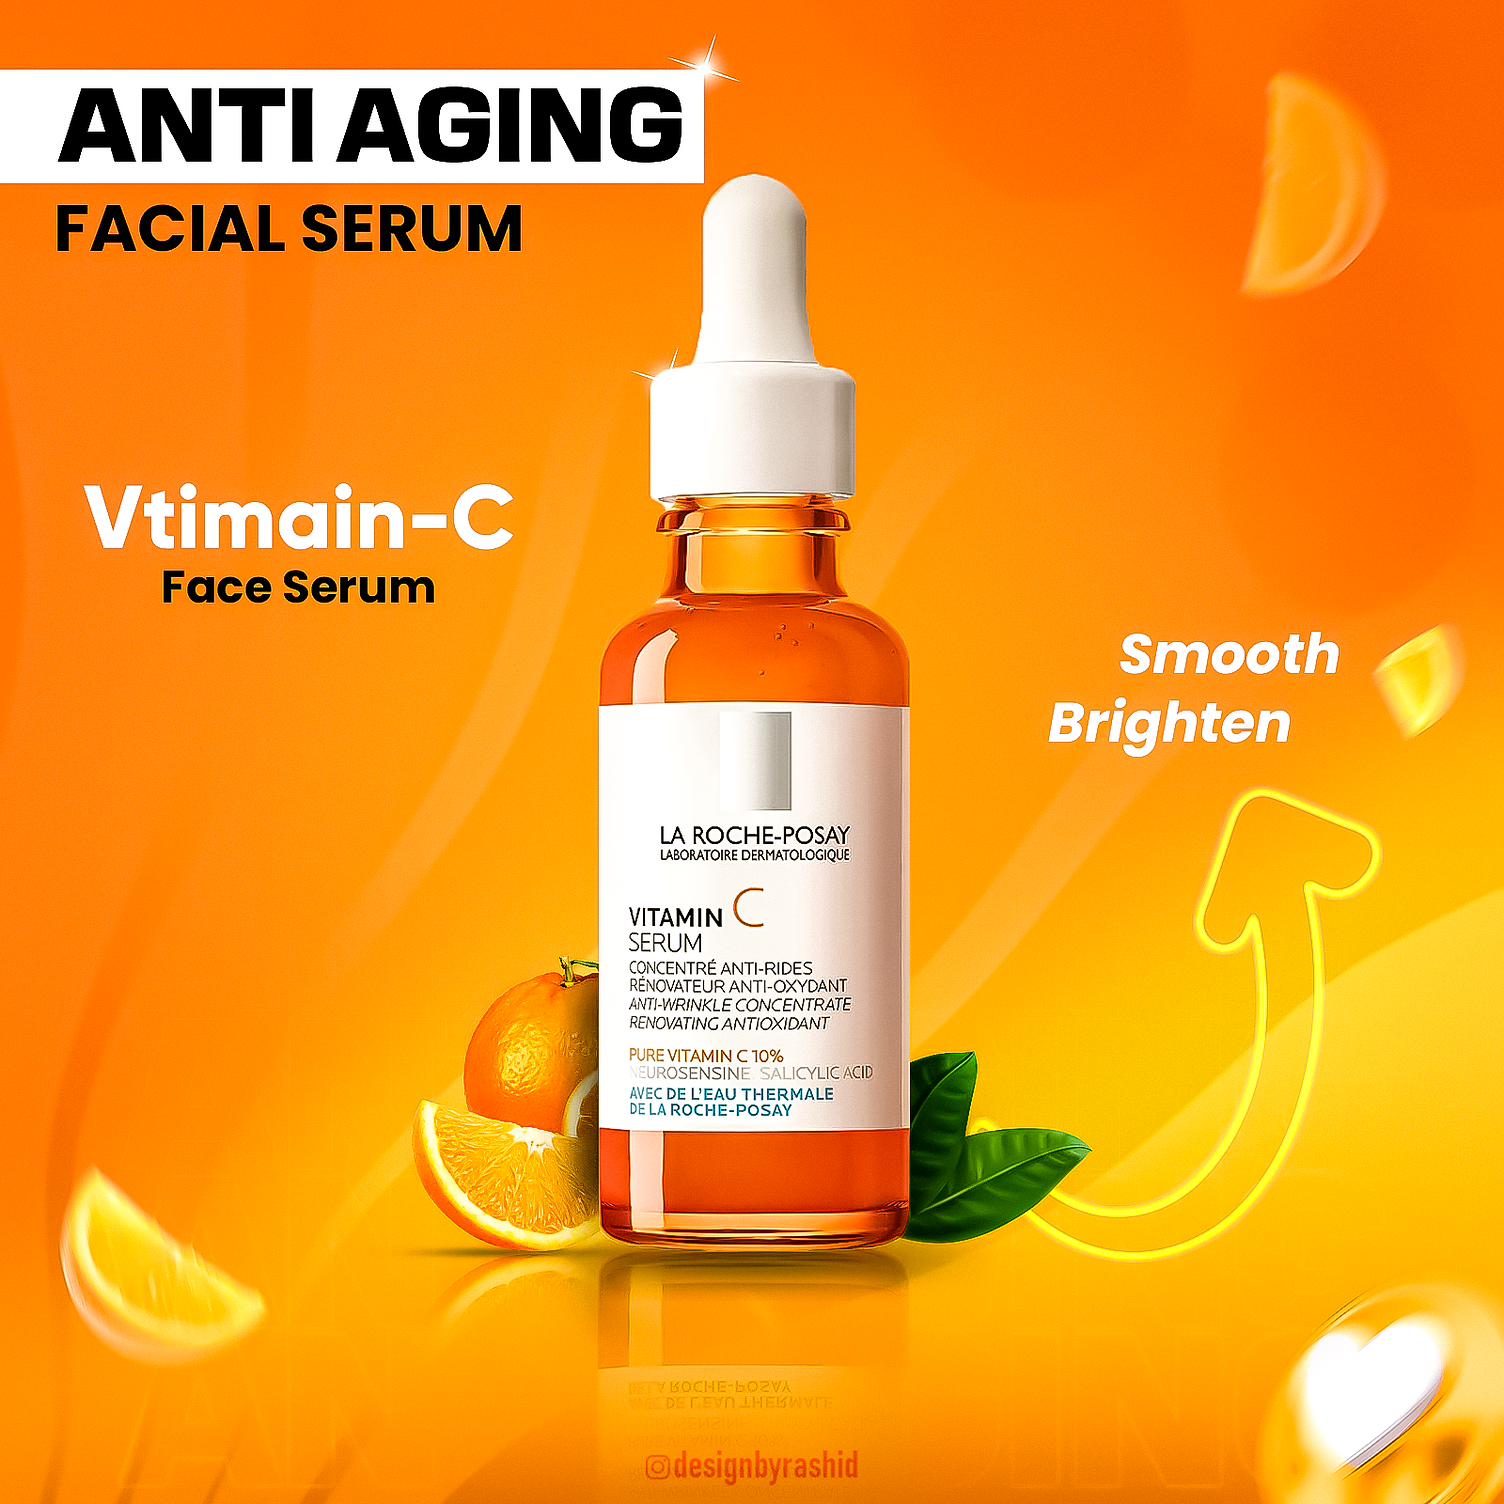 ANTI AGING
FACIAL SERUM
Vtimain-C
Face Serum
Smooth
Brighten
LA ROCHE-POSAY
LABORATOIRE DERMATOLOGIQUE
VITAMIN C
SERUM
CONCENTRÉ ANTI-RIDES
RÉNOVATEUR ANTI-OXYDANT
ANTI-WRINKLE CONCENTRATE
RENOVATING ANTIOXIDANT
PURE VITAMIN C 10%
NEUROSENSINE. SALICYLIC ACID
AVEC DE L'EAU THERMALE
DE LA ROCHE-POSAY
designbyrashid